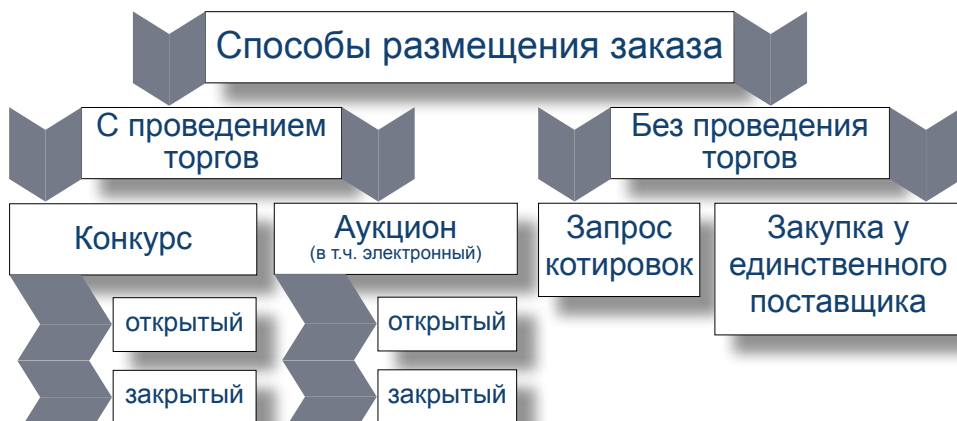 Способы размещения заказа
С проведением
торгов
Без проведения
торгов
Конкурс
Аукцион
(в т.ч. электронный)
Запрос
котировок
Закупка у
единственного
поставщика
открытый
открытый
закрытый
закрытый